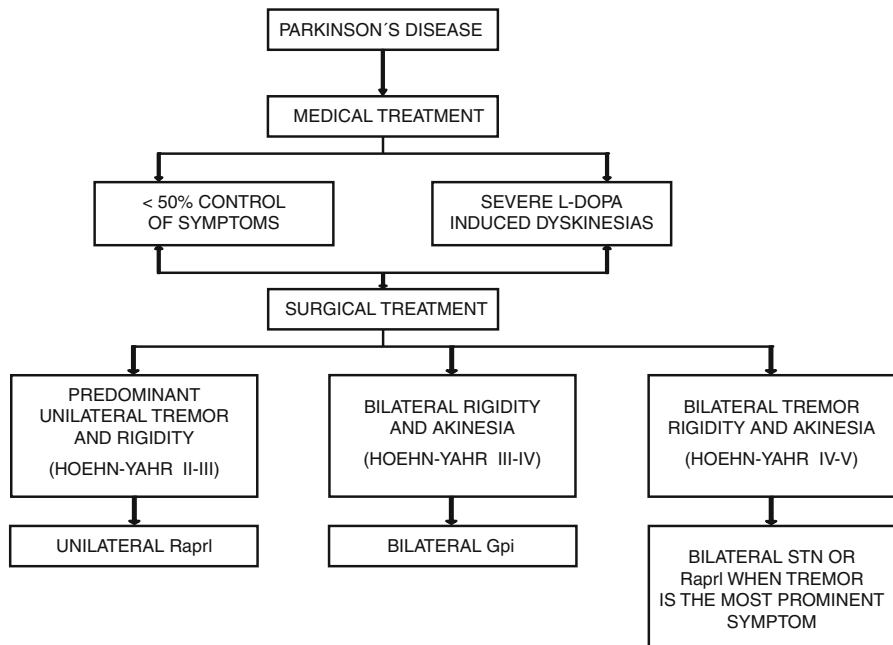 PARKINSON´S DISEASE
MEDICAL TREATMENT
< 50% CONTROL
OF SYMPTOMS
SEVERE L-DOPA
INDUCED DYSKINESIAS
SURGICAL TREATMENT
PREDOMINANT
UNILATERAL TREMOR
AND RIGIDITY
(HOEHN-YAHR II-III)
BILATERAL RIGIDITY
AND AKINESIA
(HOEHN-YAHR III-IV)
BILATERAL TREMOR
RIGIDITY AND AKINESIA
(HOEHN-YAHR IV-V)
UNILATERAL Raprl
BILATERAL Gpi
BILATERAL STN OR
Raprl WHEN TREMOR
IS THE MOST PROMINENT
SYMPTOM